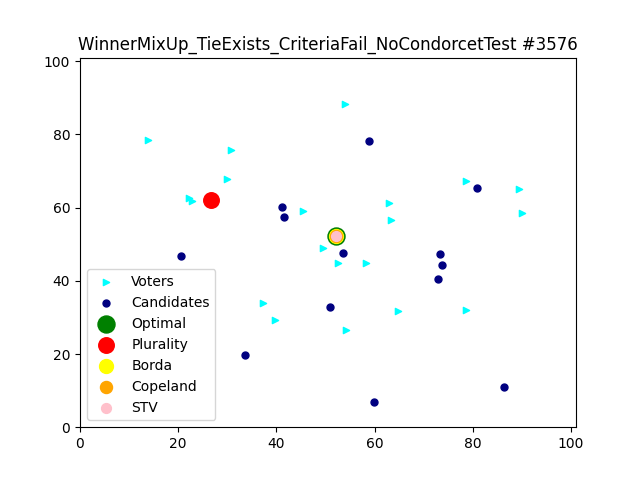 WinnerMixUp_TieExists_CriteriaFail_NoCondorcetTest #3576
100
80
60
40
20
0
Voters
Candidates
Optimal
Plurality
Borda
Copeland
STV
0 20 40 60 80 100